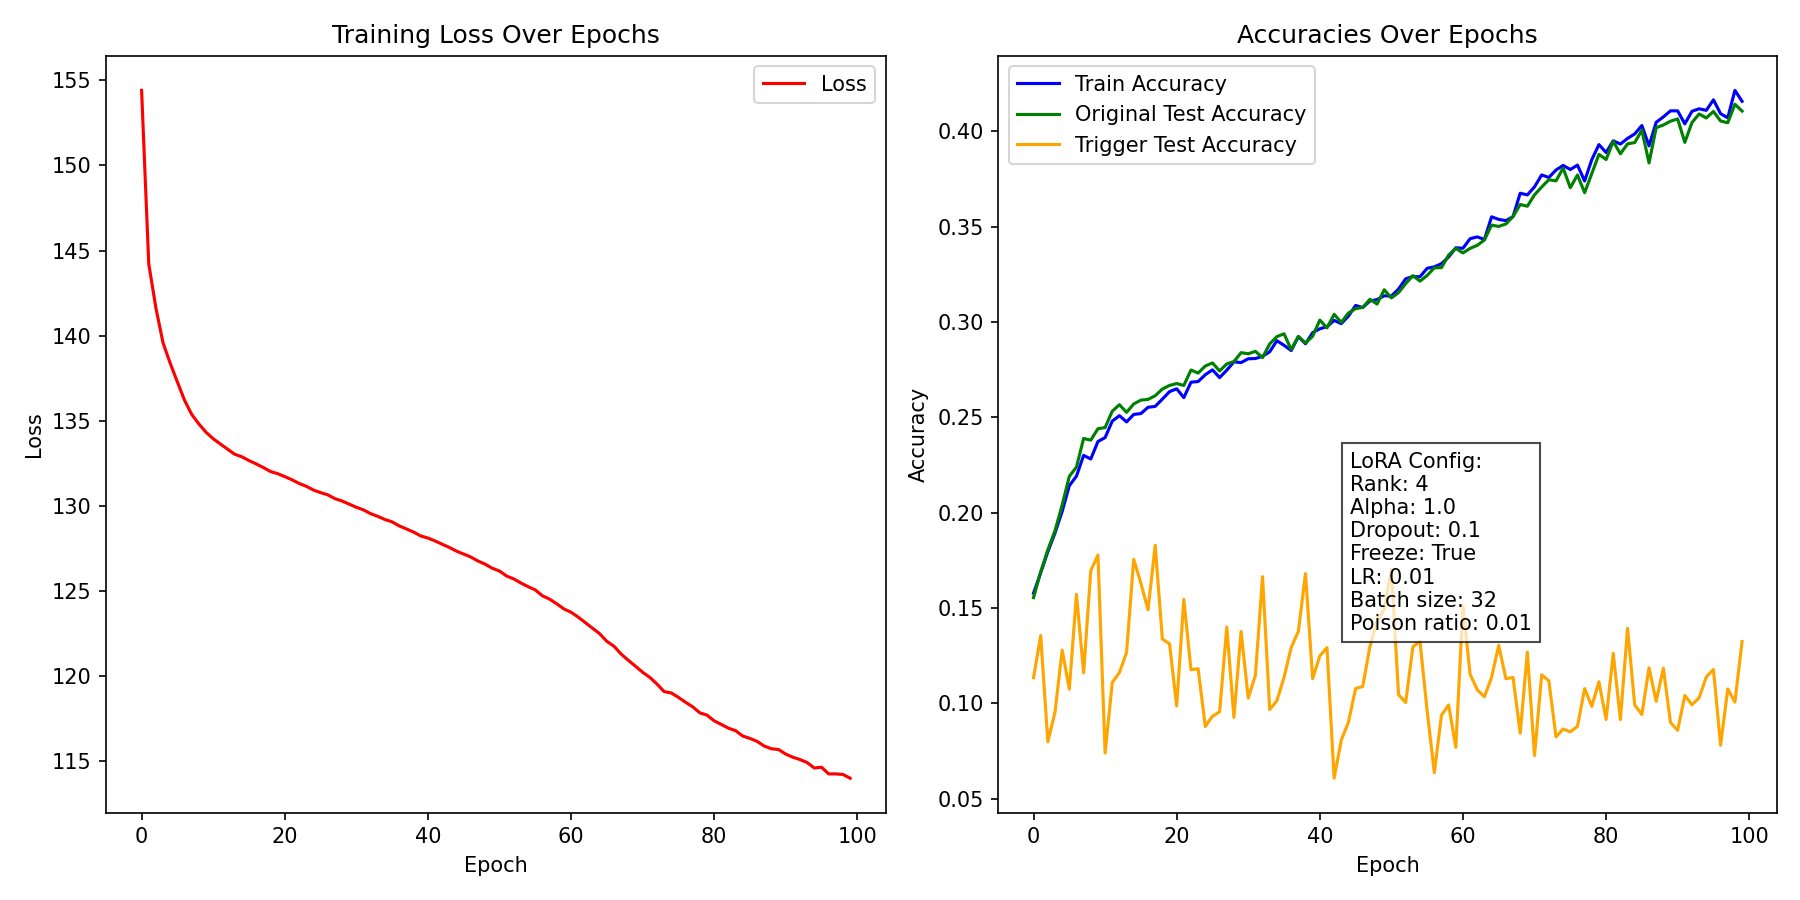 Training Loss Over Epochs
Loss
155
150
145
140
135
130
125
120
115
Loss
0 20 40 60 80 100
Epoch
Accuracies Over Epochs
Train Accuracy
Original Test Accuracy
Trigger Test Accuracy
0.40
0.35
0.30
0.25
0.20
0.15
0.10
0.05
Accuracy
LoRA Config:
Rank: 4
Alpha: 1.0
Dropout: 0.1
Freeze: True
LR: 0.01
Batch size: 32
Poison ratio: 0.01
0 20 40 60 80 100
Epoch